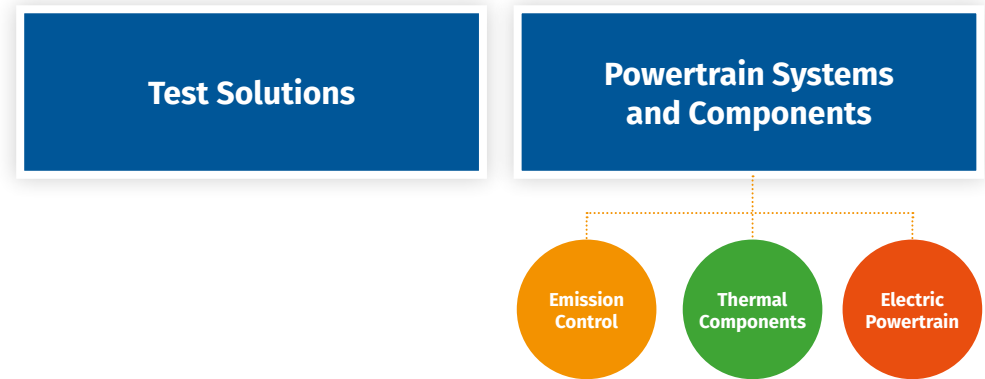 Test Solutions
Powertrain Systems
and Components
Emission
Control
Thermal
Components
Electric
Powertrain